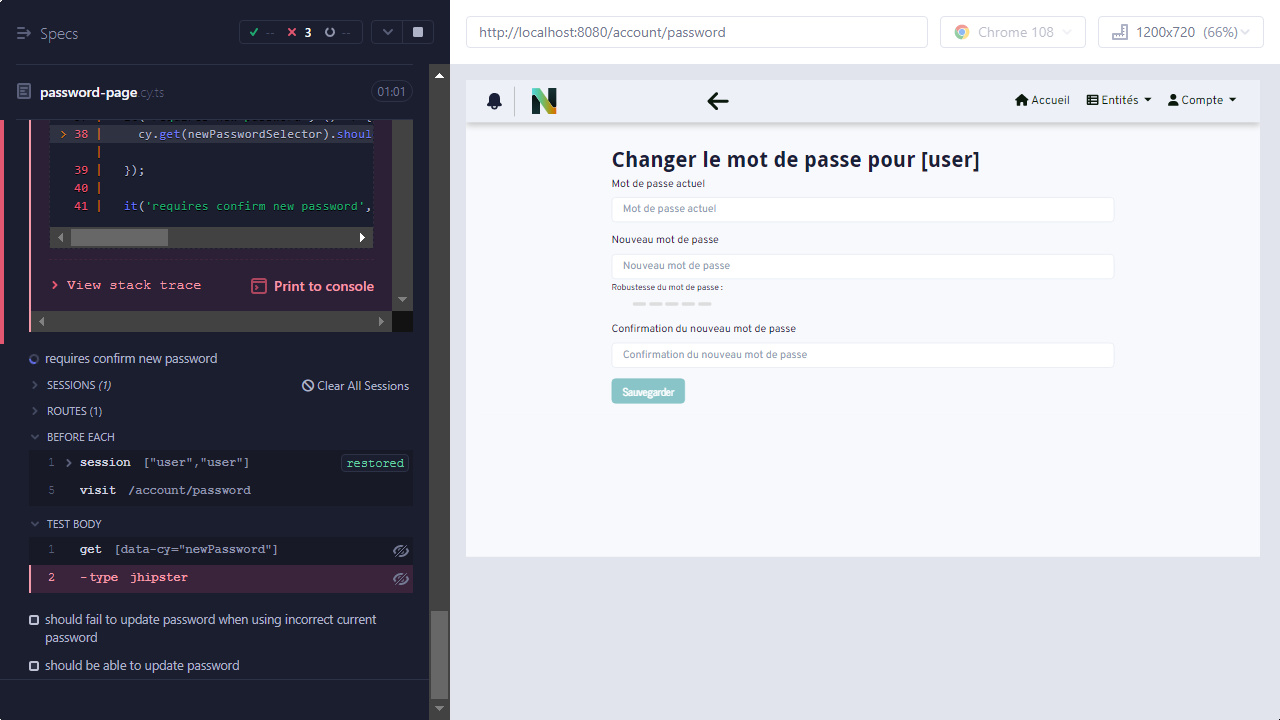 Specs
-- 3 --
password-page cy.ts 01:01
> 38 | cy.get(newPasswordSelector).shoul
|
39 | });
40 |
41 | it('requires confirm new password',
> View stack trace
Print to console
requires confirm new password
SESSIONS (1)
Clear All Sessions
ROUTES (1)
BEFORE EACH
1 session ["user","user"] restored
5 visit /account/password
TEST BODY
1 get [data-cy="newPassword"]
2 -type jhipster
should fail to update password when using incorrect current
password
should be able to update password
http://localhost:8080/account/password
Chrome 108
1200x720 (66%)
Accueil Entités Compte
Changer le mot de passe pour [user]
Mot de passe actuel
Mot de passe actuel
Nouveau mot de passe
Nouveau mot de passe
Robustesse du mot de passe :
Confirmation du nouveau mot de passe
Confirmation du nouveau mot de passe
Sauvegarder